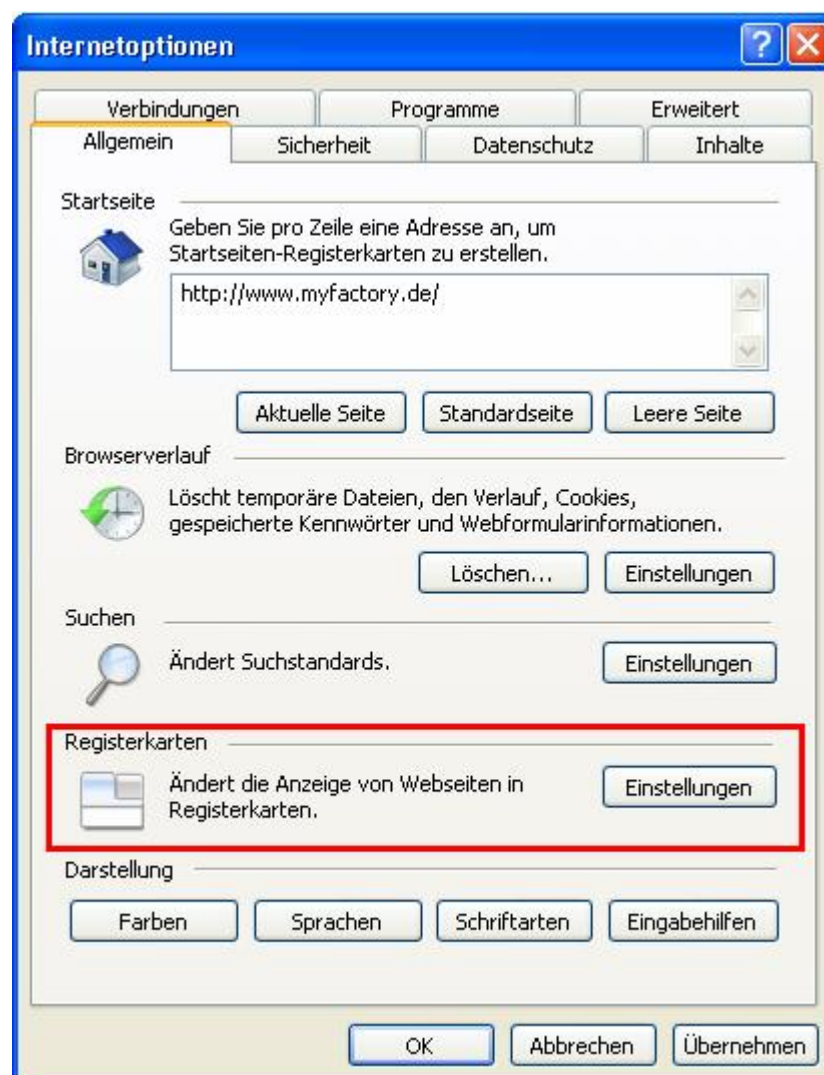 Internetoptionen
Verbindungen Programme Erweitert
Allgemein Sicherheit Datenschutz Inhalte
Startseite
Geben Sie pro Zeile eine Adresse an, um
Startseiten-Registerkarten zu erstellen.
http://www.myfactory.de/
Aktuelle Seite Standardseite Leere Seite
Browserverlauf
Löscht temporäre Dateien, den Verlauf, Cookies,
gespeicherte Kennwörter und Webformularinformationen.
Löschen... Einstellungen
Suchen
Ändert Suchstandards.
Einstellungen
Registerkarten
Ändert die Anzeige von Webseiten in
Registerkarten.
Einstellungen
Darstellung
Farben Sprachen Schriftarten Eingabehilfen
OK Abbrechen Übernehmen